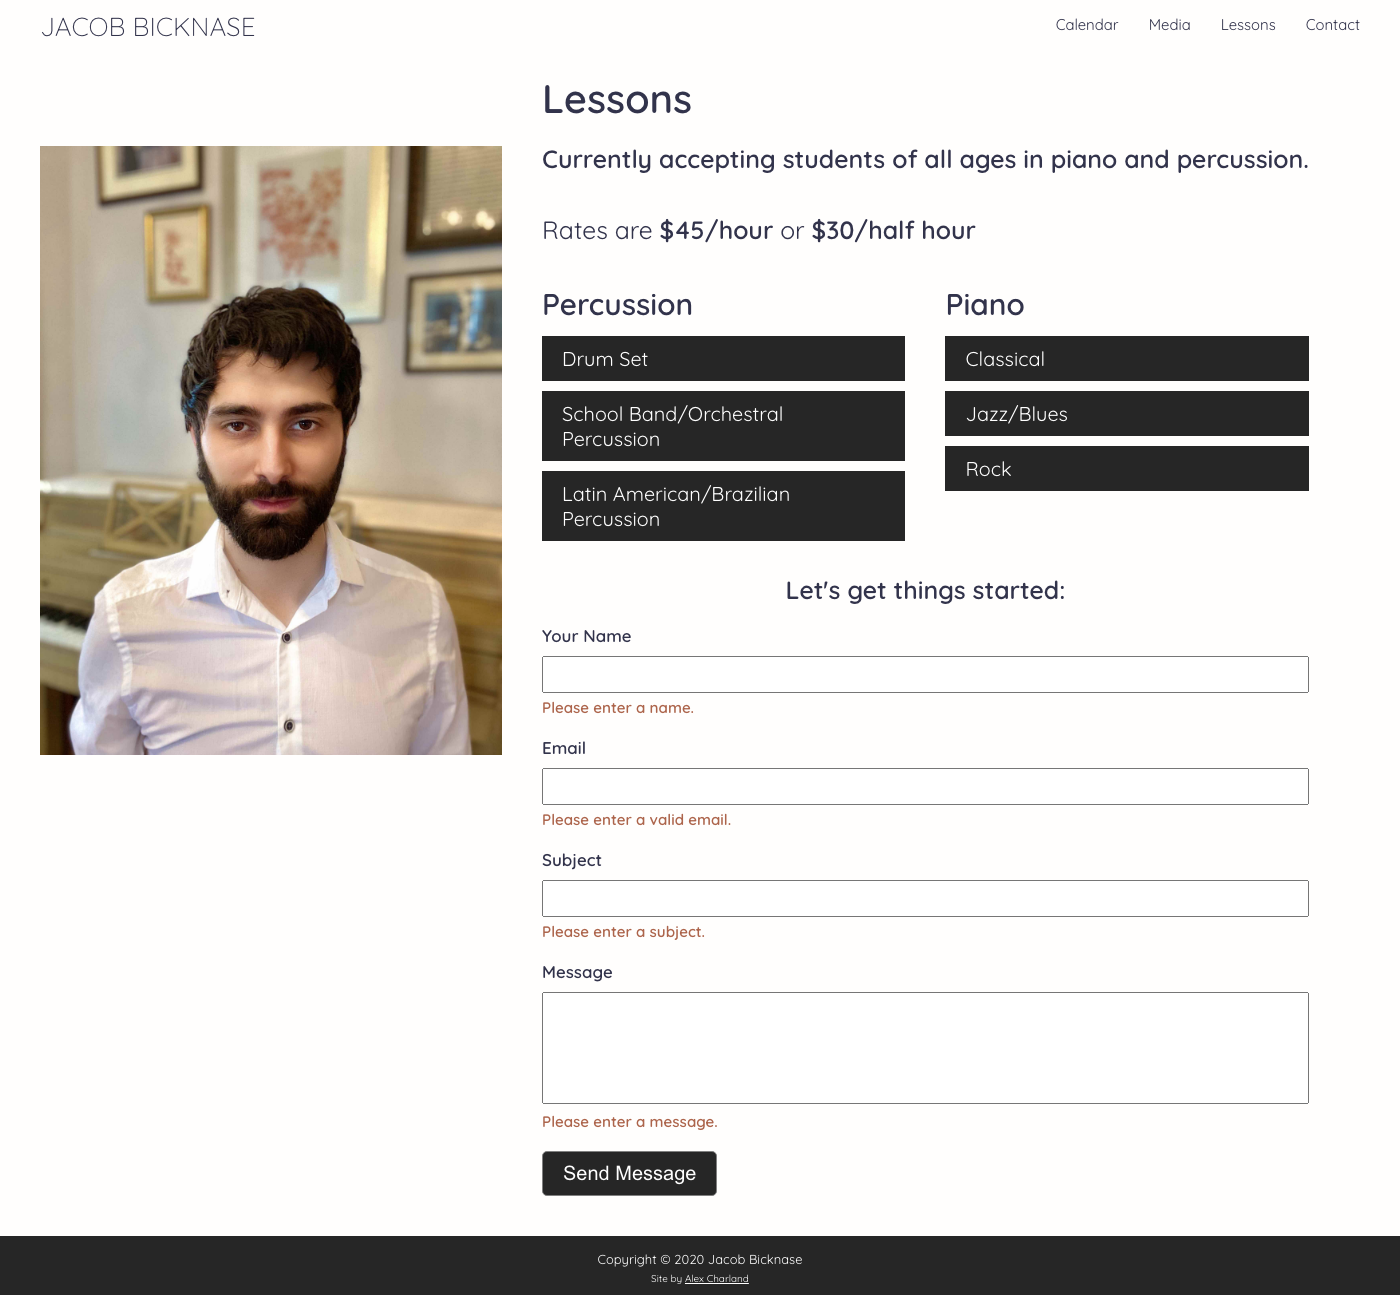 JACOB BICKNASE
Calendar Media Lessons Contact
Lessons
Currently accepting students of all ages in piano and percussion.
Rates are $45/hour or $30/half hour
Percussion
Drum Set
School Band/Orchestral
Percussion
Latin American/Brazilian
Percussion
Piano
Classical
Jazz/Blues
Rock
Let's get things started:
Your Name
Please enter a name.
Email
Please enter a valid email.
Subject
Please enter a subject.
Message
Please enter a message.
Send Message
Copyright © 2020 Jacob Bicknase
Site by Alex Charland